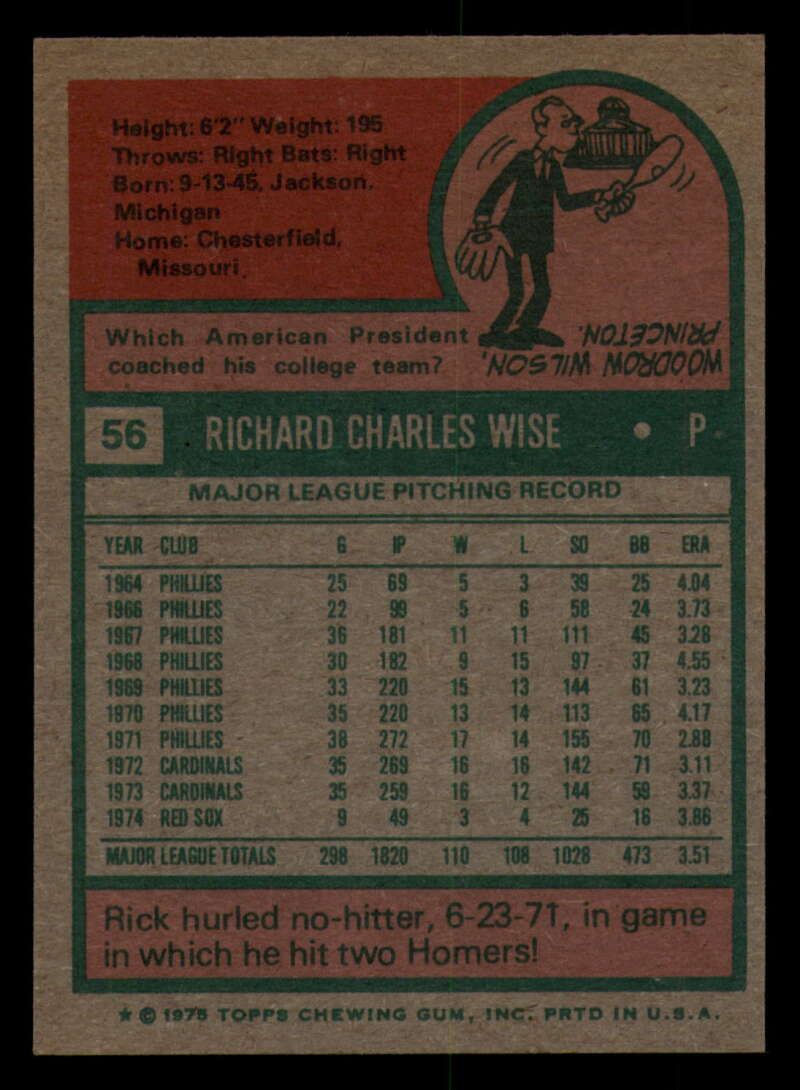 Height: 6'2" Weight: 195
Throws: Right Bats: Right
Born: 9-13-45, Jackson,
Michigan
Home: Chesterfield,
Missouri.
Which American President
coached his college team?
WOODROW WILSON,
PRINCETON.
56 RICHARD CHARLES WISE • P
MAJOR LEAGUE PITCHING RECORD
YEAR CLUB G IP W L SO BB ERA
1964 PHILLIES 25 69 5 3 39 25 4.04
1966 PHILLIES 22 99 5 6 58 24 3.73
1967 PHILLIES 36 181 11 11 111 45 3.28
1968 PHILLIES 30 182 9 15 97 37 4.55
1969 PHILLIES 33 220 15 13 144 61 3.23
1970 PHILLIES 35 220 13 14 113 65 4.17
1971 PHILLIES 38 272 17 14 155 70 2.88
1972 CARDINALS 35 269 16 16 142 71 3.11
1973 CARDINALS 35 259 16 12 144 59 3.37
1974 RED SOX 9 49 3 4 25 16 3.86
MAJOR LEAGUE TOTALS 298 1820 110 108 1028 473 3.51
Rick hurled no-hitter, 6-23-71, in game
in which he hit two Homers!
★ © 1975 TOPPS CHEWING GUM, INC. PRTD IN U.S.A.